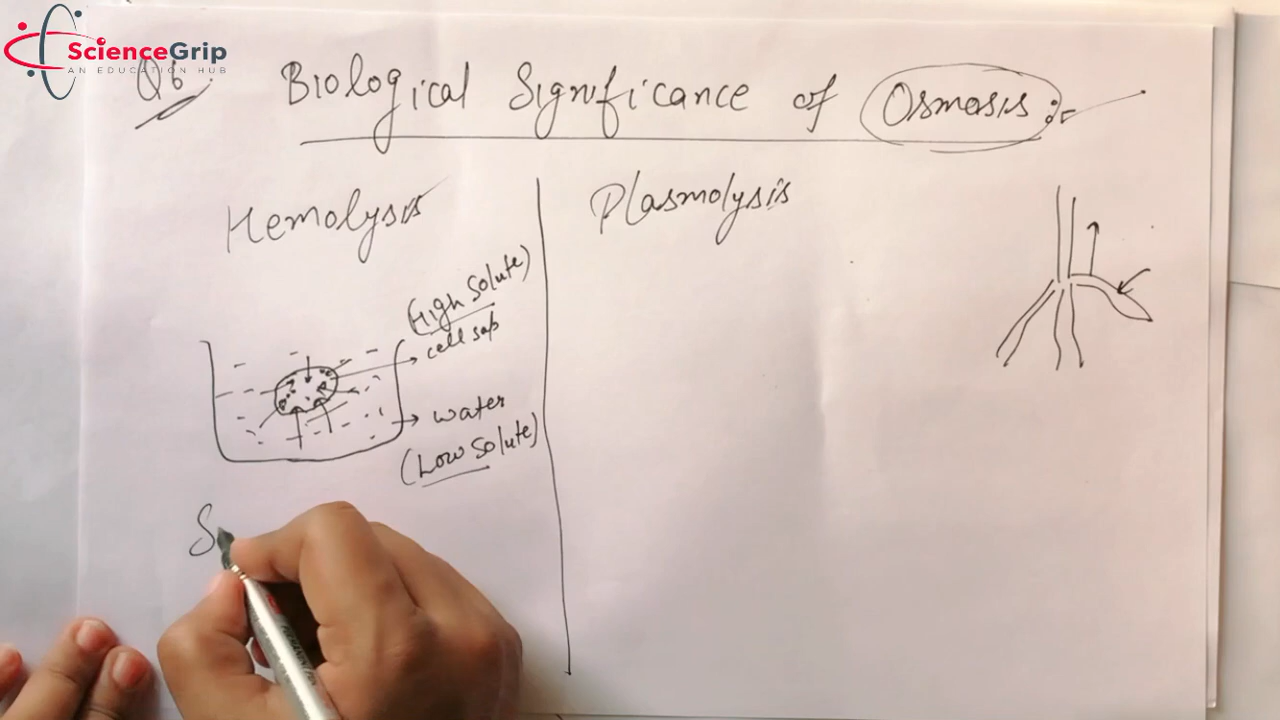 ScienceGrip
AN EDUCATION HUB
Q6
Biological Significance of Osmosis:-
Hemolysis
Plasmolysis
(High Solute)
cell sap
water
(Low Solute)
S